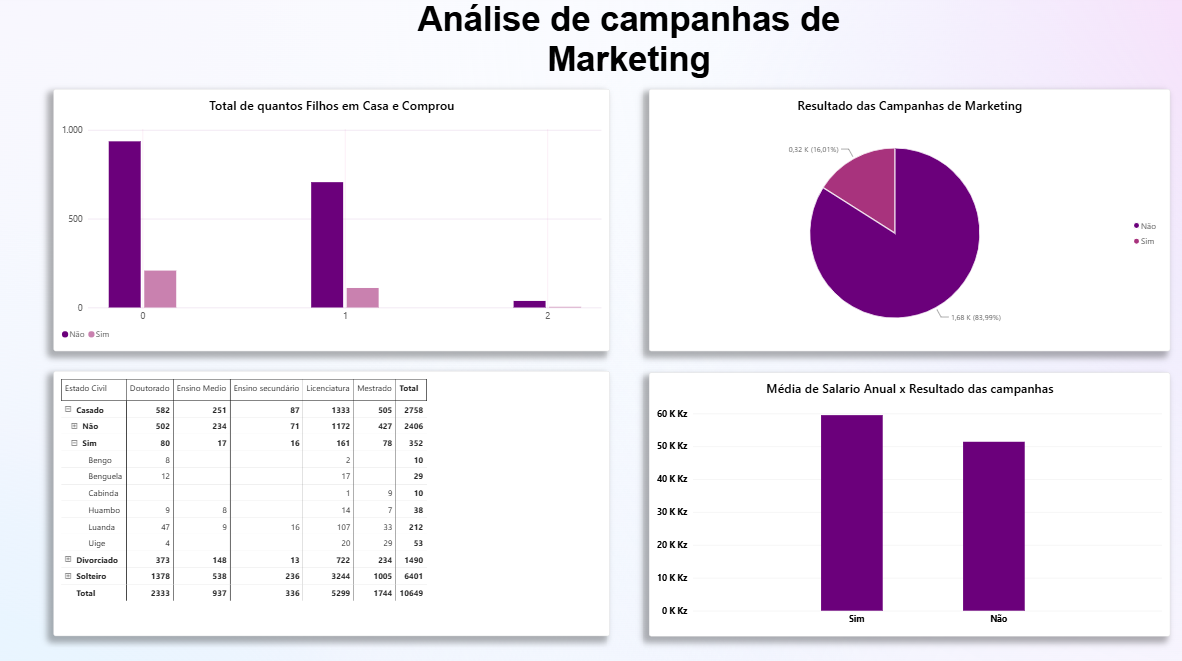 Análise de campanhas de
Marketing
Total de quantos Filhos em Casa e Comprou
1.000
500
0
0 1 2
Não Sim
Resultado das Campanhas de Marketing
0,32 K (16,01%)
1,68 K (83,99%)
Não
Sim
Estado Civil Doutorado Ensino Medio Ensino secundário Licenciatura Mestrado Total
Casado 582 251 87 1333 505 2758
Não 502 234 71 1172 427 2406
Sim 80 17 16 161 78 352
Bengo 8 2 10
Benguela 12 17 29
Cabinda 1 9 10
Huambo 9 8 14 7 38
Luanda 47 9 16 107 33 212
Uige 4 20 29 53
Divorciado 373 148 13 722 234 1490
Solteiro 1378 538 236 3244 1005 6401
Total 2333 937 336 5299 1744 10649
Média de Salario Anual x Resultado das campanhas
60 K Kz
50 K Kz
40 K Kz
30 K Kz
20 K Kz
10 K Kz
0 K Kz
Sim Não